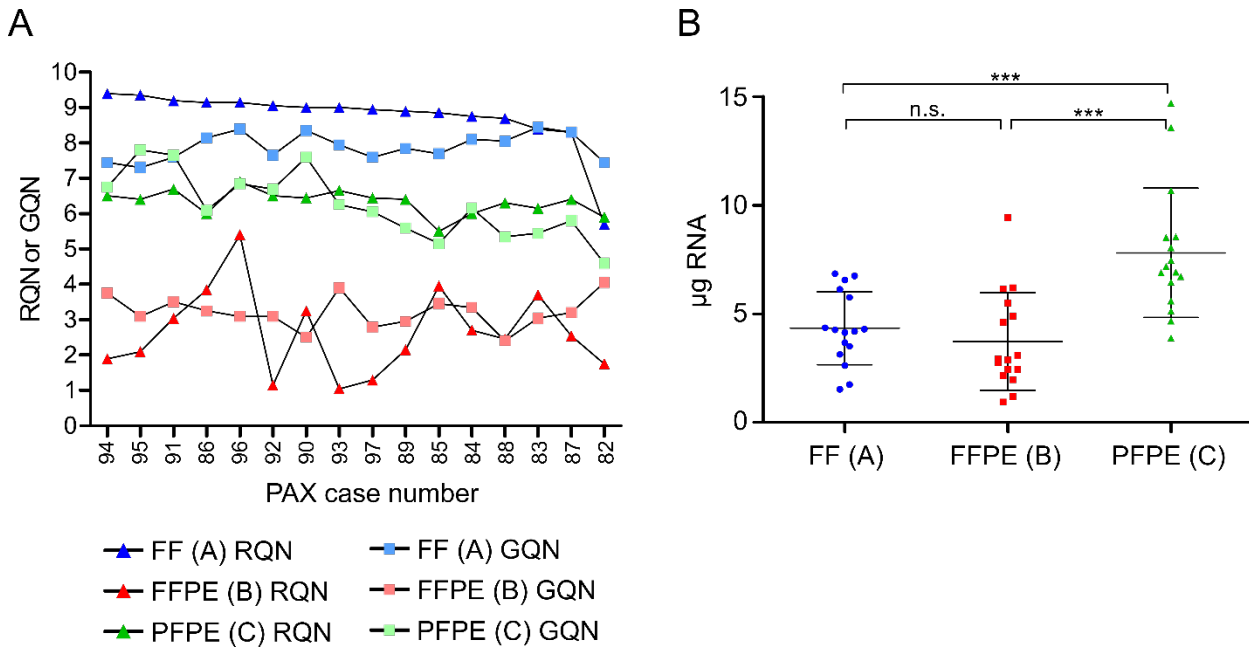 A
10
9
8
7
6
5
4
3
2
1
0
RQN or GQN
94 95 91 86 96 92 90 93 97 89 85 84 88 83 87 82
PAX case number
FF (A) RQN
FF (A) GQN
FFPE (B) RQN
FFPE (B) GQN
PFPE (C) RQN
PFPE (C) GQN
B
***
n.s.
***
15
10
5
0
µg RNA
FF (A)
FFPE (B)
PFPE (C)